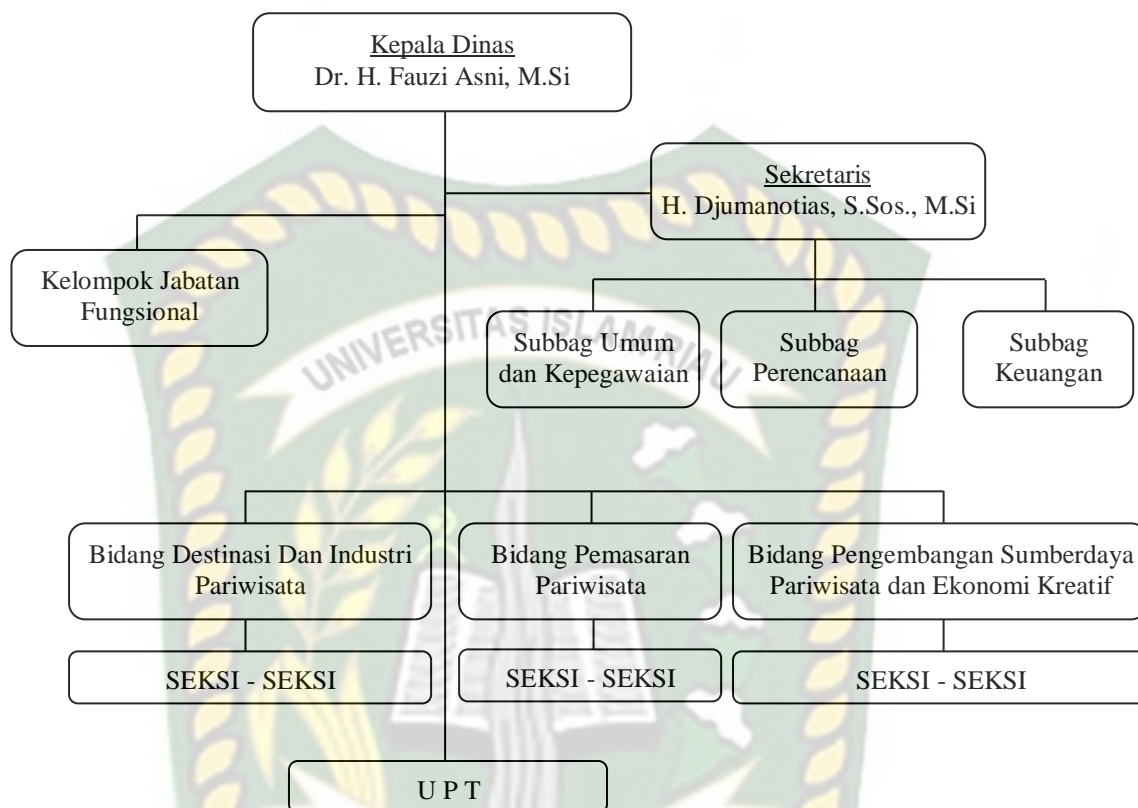 Kepala Dinas
Dr. H. Fauzi Asni, M.Si
Sekretaris
H. Djumanotias, S.Sos., M.Si
Kelompok Jabatan
Fungsional
UNIVERSITAS ISLAM RIAU
Subbag Umum
dan Kepegawaian
Subbag
Perencanaan
Subbag
Keuangan
Bidang Destinasi Dan Industri
Pariwisata
Bidang Pemasaran
Pariwisata
Bidang Pengembangan Sumberdaya
Pariwisata dan Ekonomi Kreatif
SEKSI - SEKSI
SEKSI - SEKSI
SEKSI - SEKSI
U P T